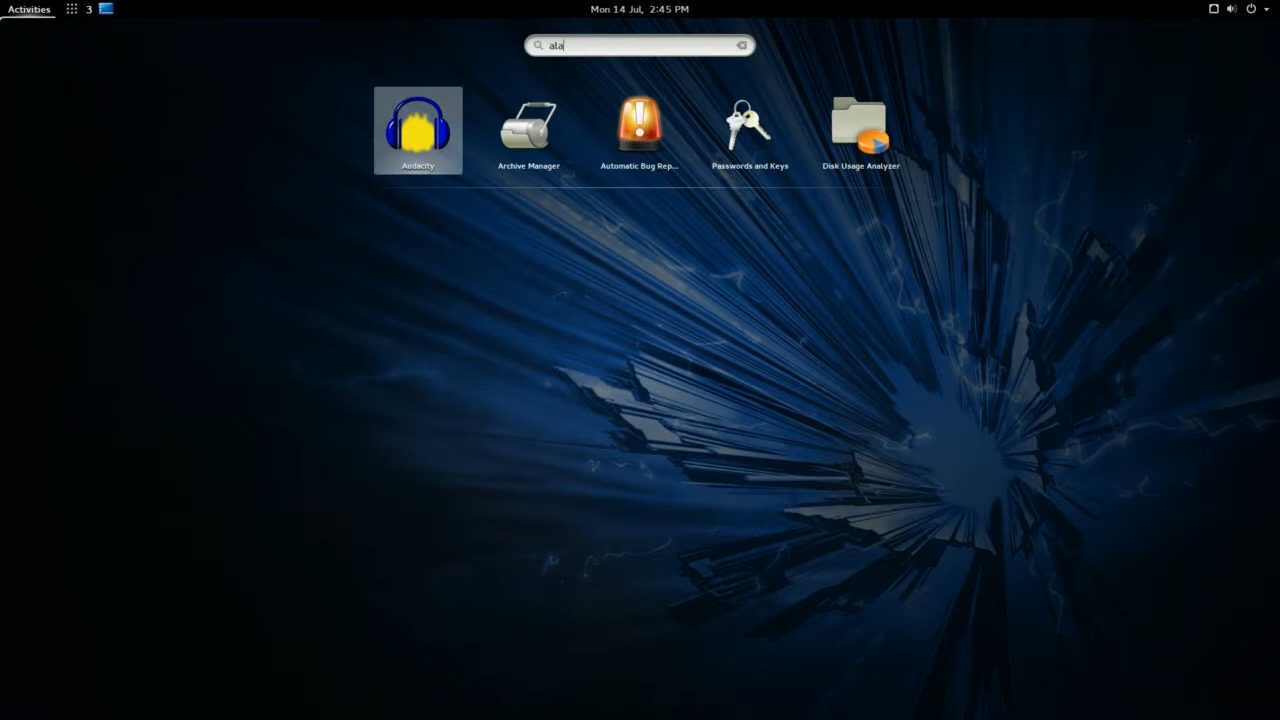 Activities 3 Mon 14 Jul, 2:45 PM
ala
Audacity Archive Manager Automatic Bug Rep... Passwords and Keys Disk Usage Analyzer